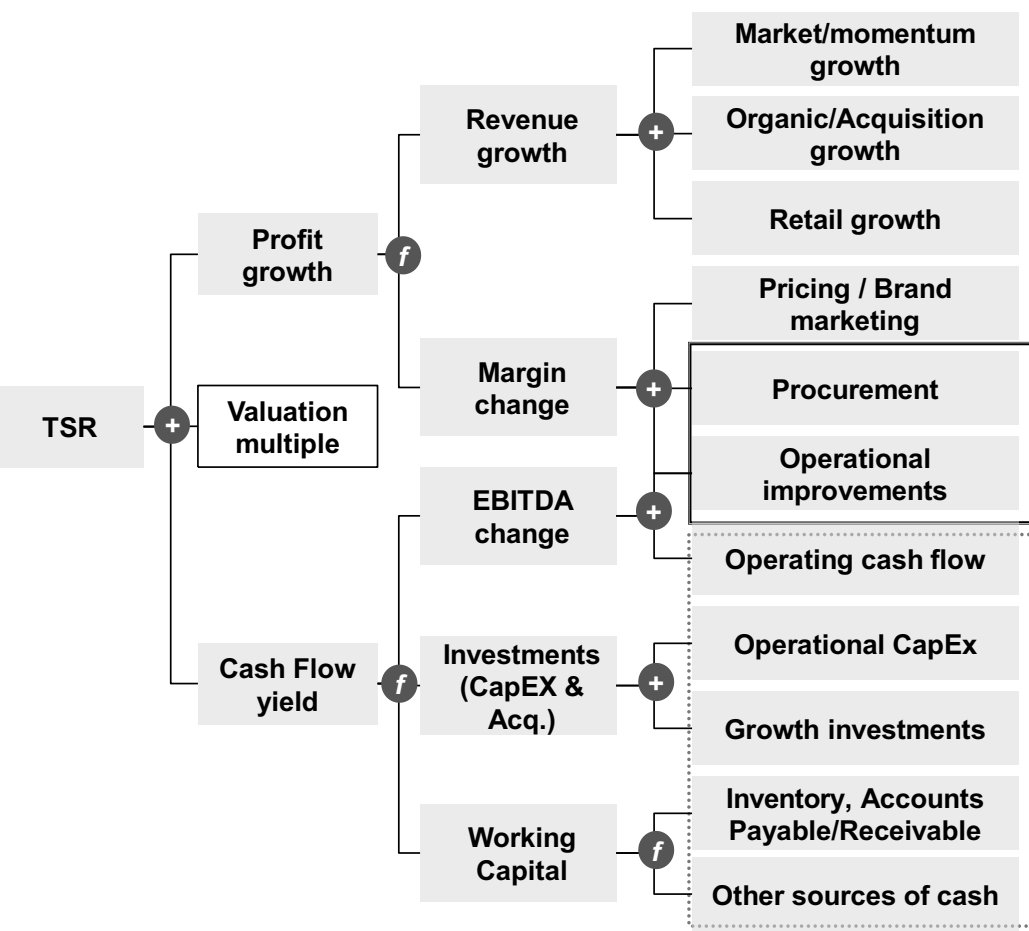 TSR
+
Profit
growth
Valuation
multiple
Cash Flow
yield
f
f
Revenue
growth
Margin
change
EBITDA
change
Investments
(CapEX &
Acq.)
Working
Capital
+
+
+
+
f
Market/momentum
growth
Organic/Acquisition
growth
Retail growth
Pricing / Brand
marketing
Procurement
Operational
improvements
Operating cash flow
Operational CapEx
Growth investments
Inventory, Accounts
Payable/Receivable
Other sources of cash